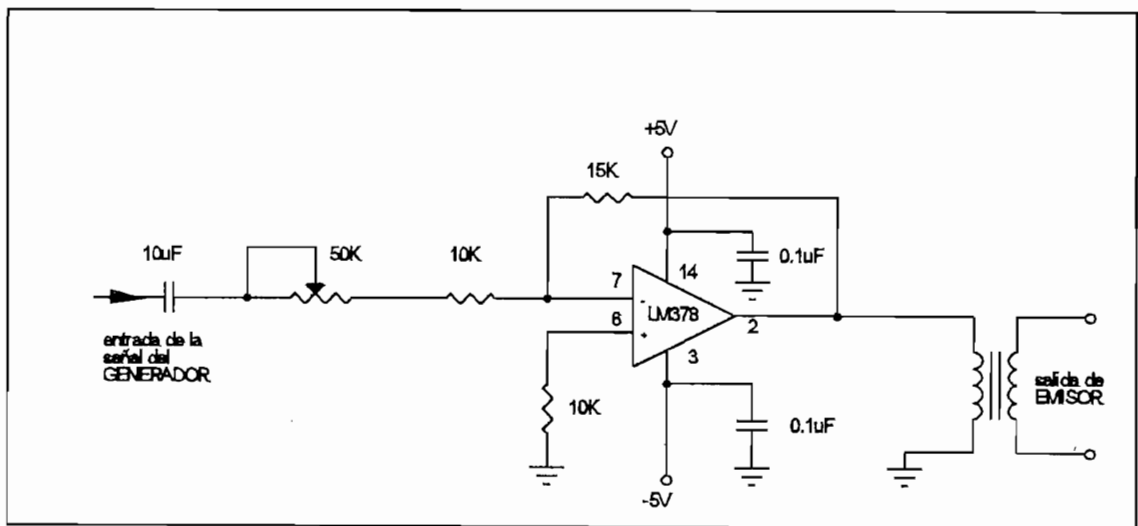 +5V
15K
10uF
50K
10K
0.1uF
14
7
-
LM378
6
+
2
3
entrada de la
señal del
GENERADOR
10K
0.1uF
salida de
EMISOR
-5V